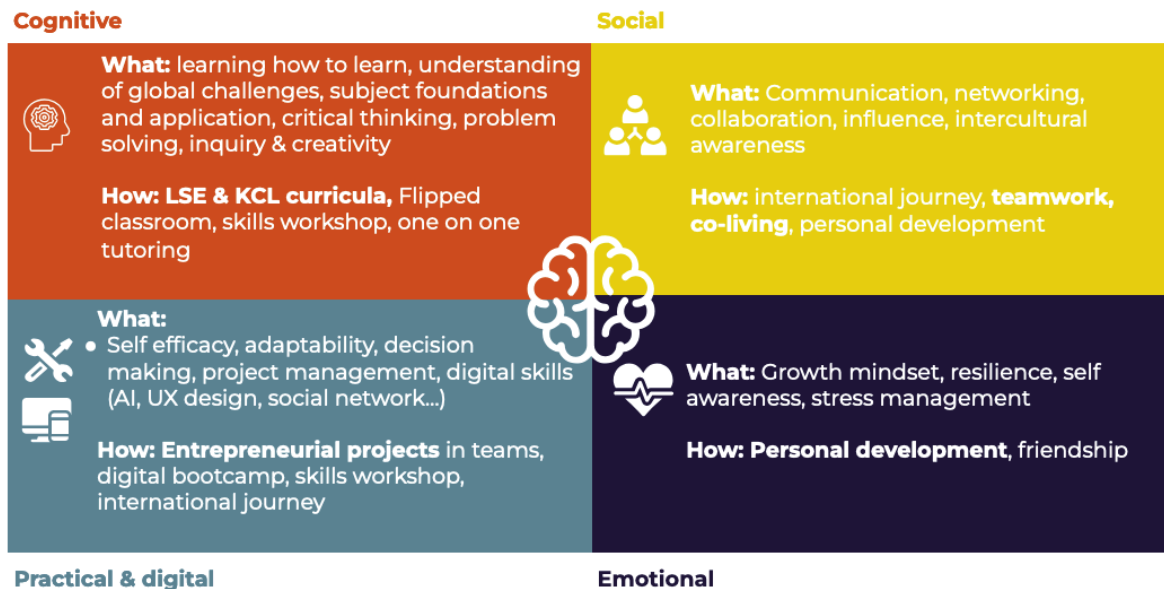 Cognitive
What: learning how to learn, understanding
of global challenges, subject foundations
and application, critical thinking, problem
solving, inquiry & creativity
How: LSE & KCL curricula, Flipped
classroom, skills workshop, one on one
tutoring
Social
What: Communication, networking,
collaboration, influence, intercultural
awareness
How: international journey, teamwork,
co-living, personal development
What:
• Self efficacy, adaptability, decision
making, project management, digital skills
(AI, UX design, social network...)
How: Entrepreneurial projects in teams,
digital bootcamp, skills workshop,
international journey
Practical & digital
What: Growth mindset, resilience, self
awareness, stress management
How: Personal development, friendship
Emotional